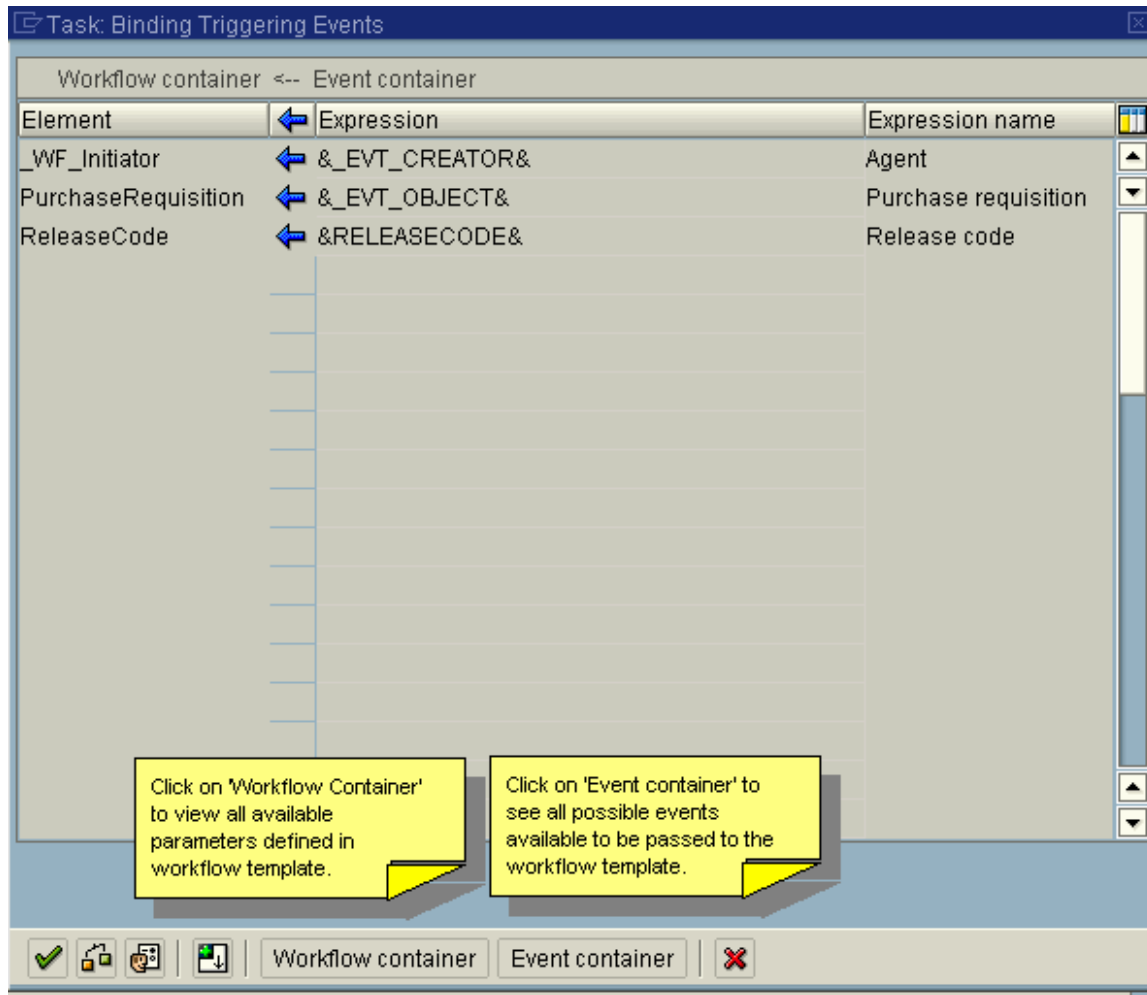 Task: Binding Triggering Events
Workflow container <-- Event container
Element Expression Expression name
_WF_Initiator &_EVT_CREATOR& Agent
PurchaseRequisition &_EVT_OBJECT& Purchase requisition
ReleaseCode &RELEASECODE& Release code
Click on 'Workflow Container'
to view all available
parameters defined in
workflow template.
Click on 'Event container' to
see all possible events
available to be passed to the
workflow template.
Workflow container Event container